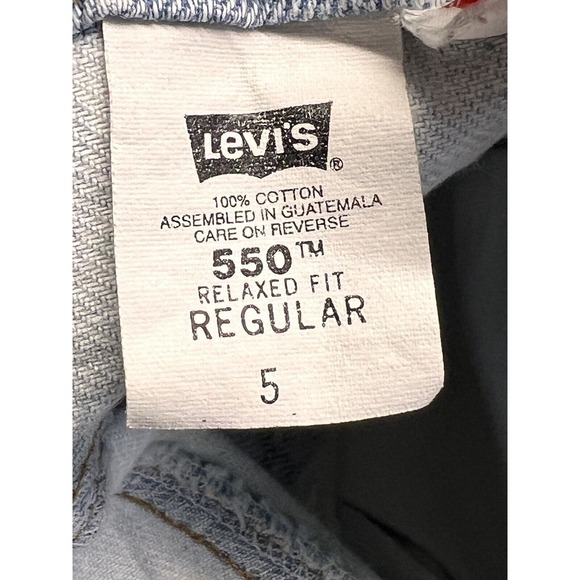 Levi's ®
100% COTTON
ASSEMBLED IN GUATEMALA
CARE ON REVERSE
550™
RELAXED FIT
REGULAR
5